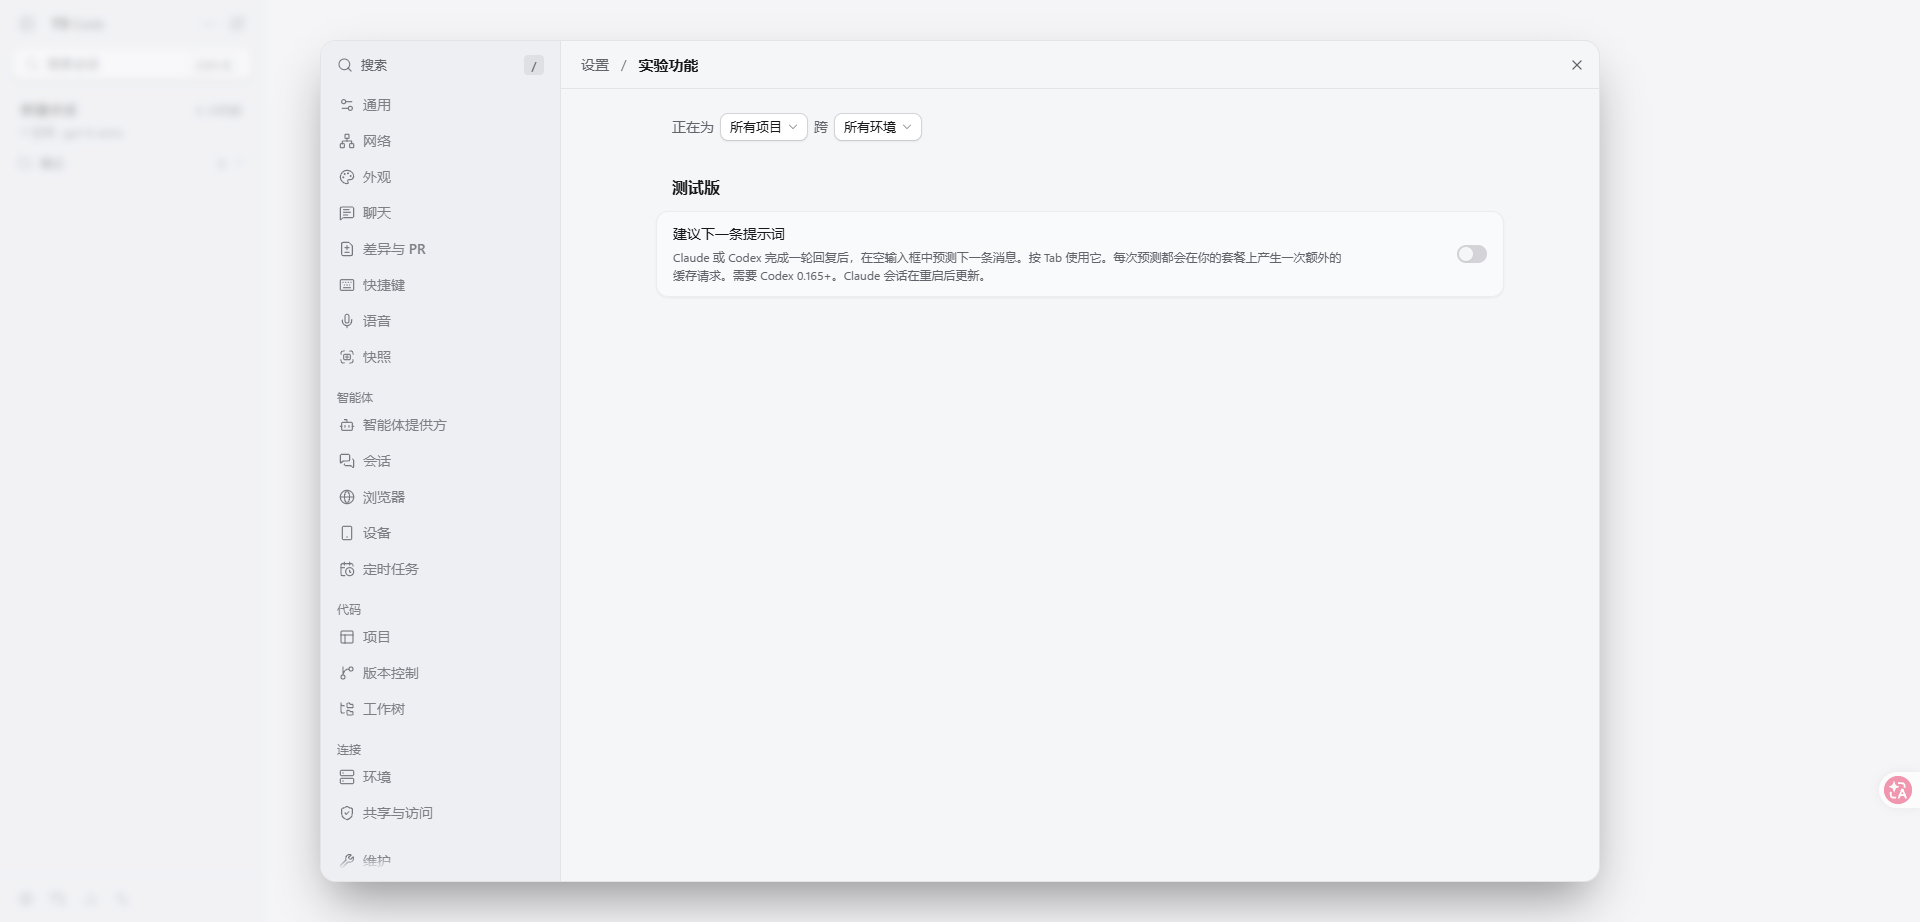 搜索 /
通用
网络
外观
聊天
差异与 PR
快捷键
语音
快照
智能体
智能体提供方
会话
浏览器
设备
定时任务
代码
项目
版本控制
工作树
连接
环境
共享与访问
维护
设置 / 实验功能
正在为 所有项目 跨 所有环境
测试版
建议下一条提示词
Claude 或 Codex 完成一轮回复后，在空输入框中预测下一条消息。按 Tab 使用它。每次预测都会在你的套餐上产生一次额外的
缓存请求。需要 Codex 0.165+。Claude 会话在重启后更新。